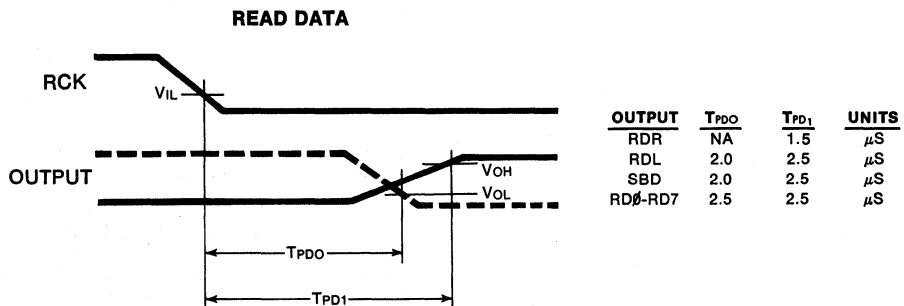 READ DATA
RCK
VIL
OUTPUT
VOH
VOL
TPDO
TPD1
OUTPUT TPDO TPD1 UNITS
RDR NA 1.5 µS
RDL 2.0 2.5 µS
SBD 2.0 2.5 µS
RDØ-RD7 2.5 2.5 µS